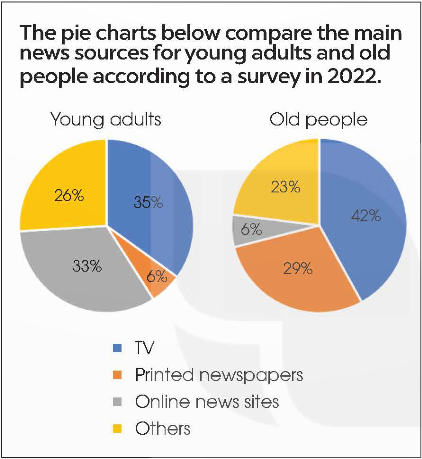 The pie charts below compare the main
news sources for young adults and old
people according to a survey in 2022.
Young adults
Old people
26%
35%
33%
6%
23%
42%
6%
29%
TV
Printed newspapers
Online news sites
Others